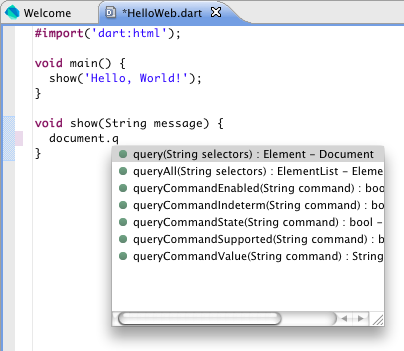 Welcome
*HelloWeb.dart
#import('dart:html');
void main() {
show('Hello, World!');
}
void show(String message) {
document.q
}
query(String selectors) : Element - Document
queryAll(String selectors) : ElementList - Eleme
queryCommandEnabled(String command) : boo
queryCommandIndeterm(String command) : boo
queryCommandState(String command) : bool -
queryCommandSupported(String command) : b
queryCommandValue(String command) : String